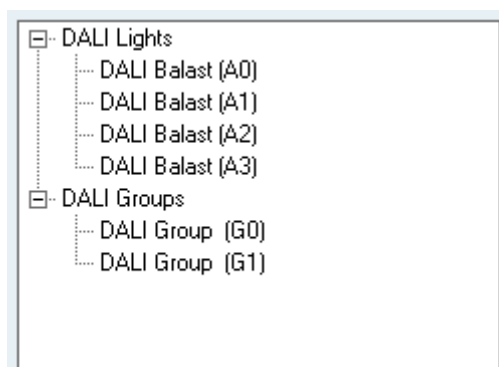 DALI Lights
DALI Balast (A0)
DALI Balast (A1)
DALI Balast (A2)
DALI Balast (A3)
DALI Groups
DALI Group (G0)
DALI Group (G1)